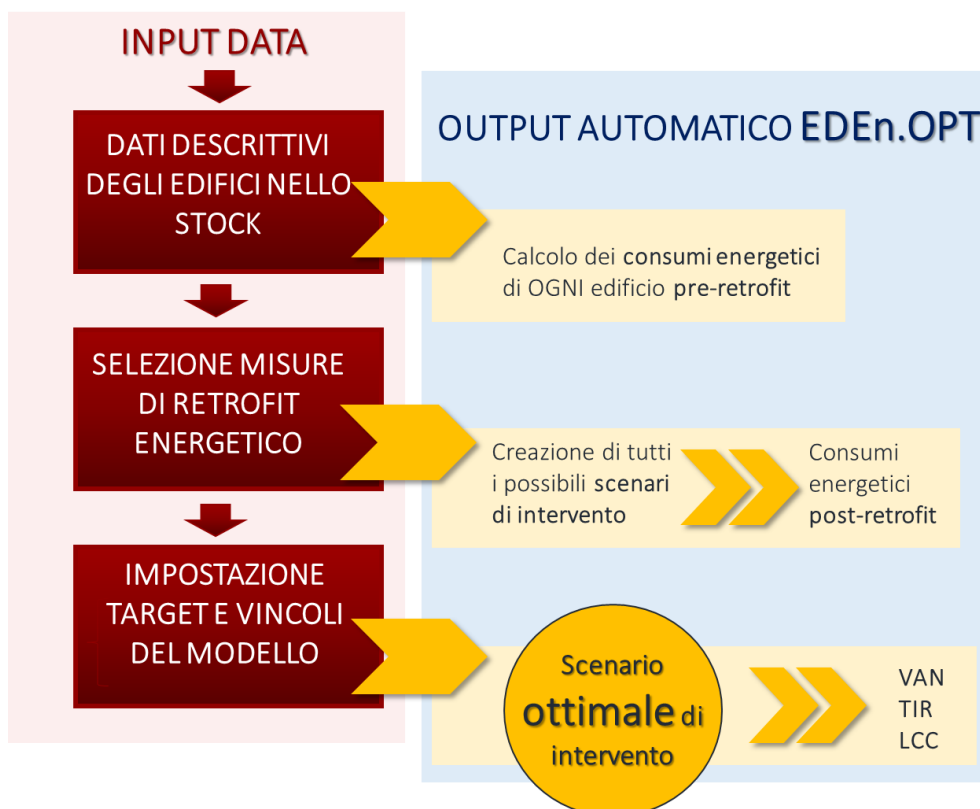 INPUT DATA
DATI DESCRITTIVI
DEGLI EDIFICI NELLO
STOCK
SELEZIONE MISURE
DI RETROFIT
ENERGETICO
IMPOSTAZIONE
TARGET E VINCOLI
DEL MODELLO
OUTPUT AUTOMATICO EDEn.OPT
Calcolo dei consumi energetici
di OGNI edificio pre-retrofit
Creazione di tutti
i possibili scenari
di intervento
Consumi
energetici
post-retrofit
Scenario
ottimale di
intervento
VAN
TIR
LCC